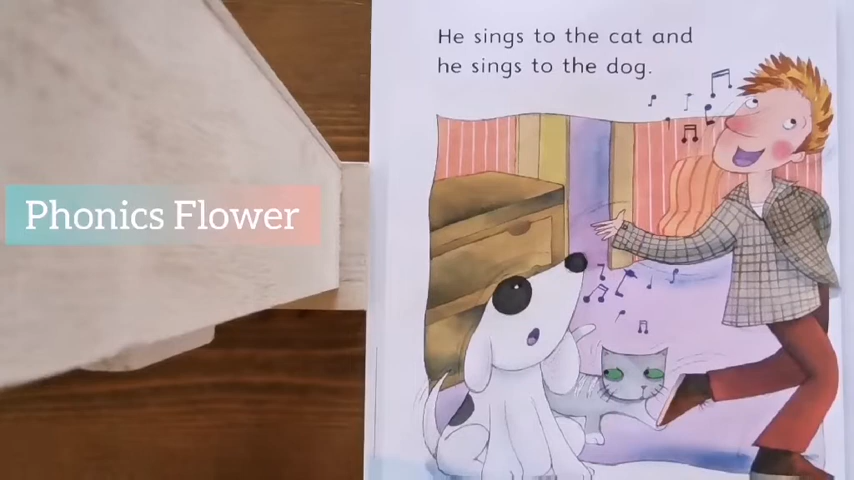 He sings to the cat and
he sings to the dog.
Phonics Flower